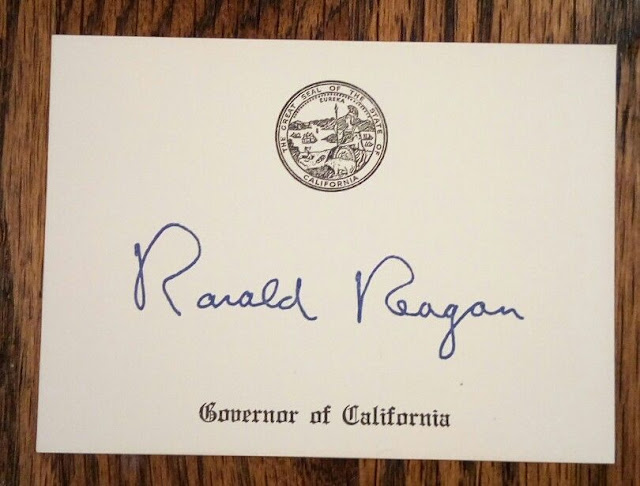 THE GREAT SEAL OF THE STATE OF CALIFORNIA
EUREKA
Ronald Reagan
Governor of California